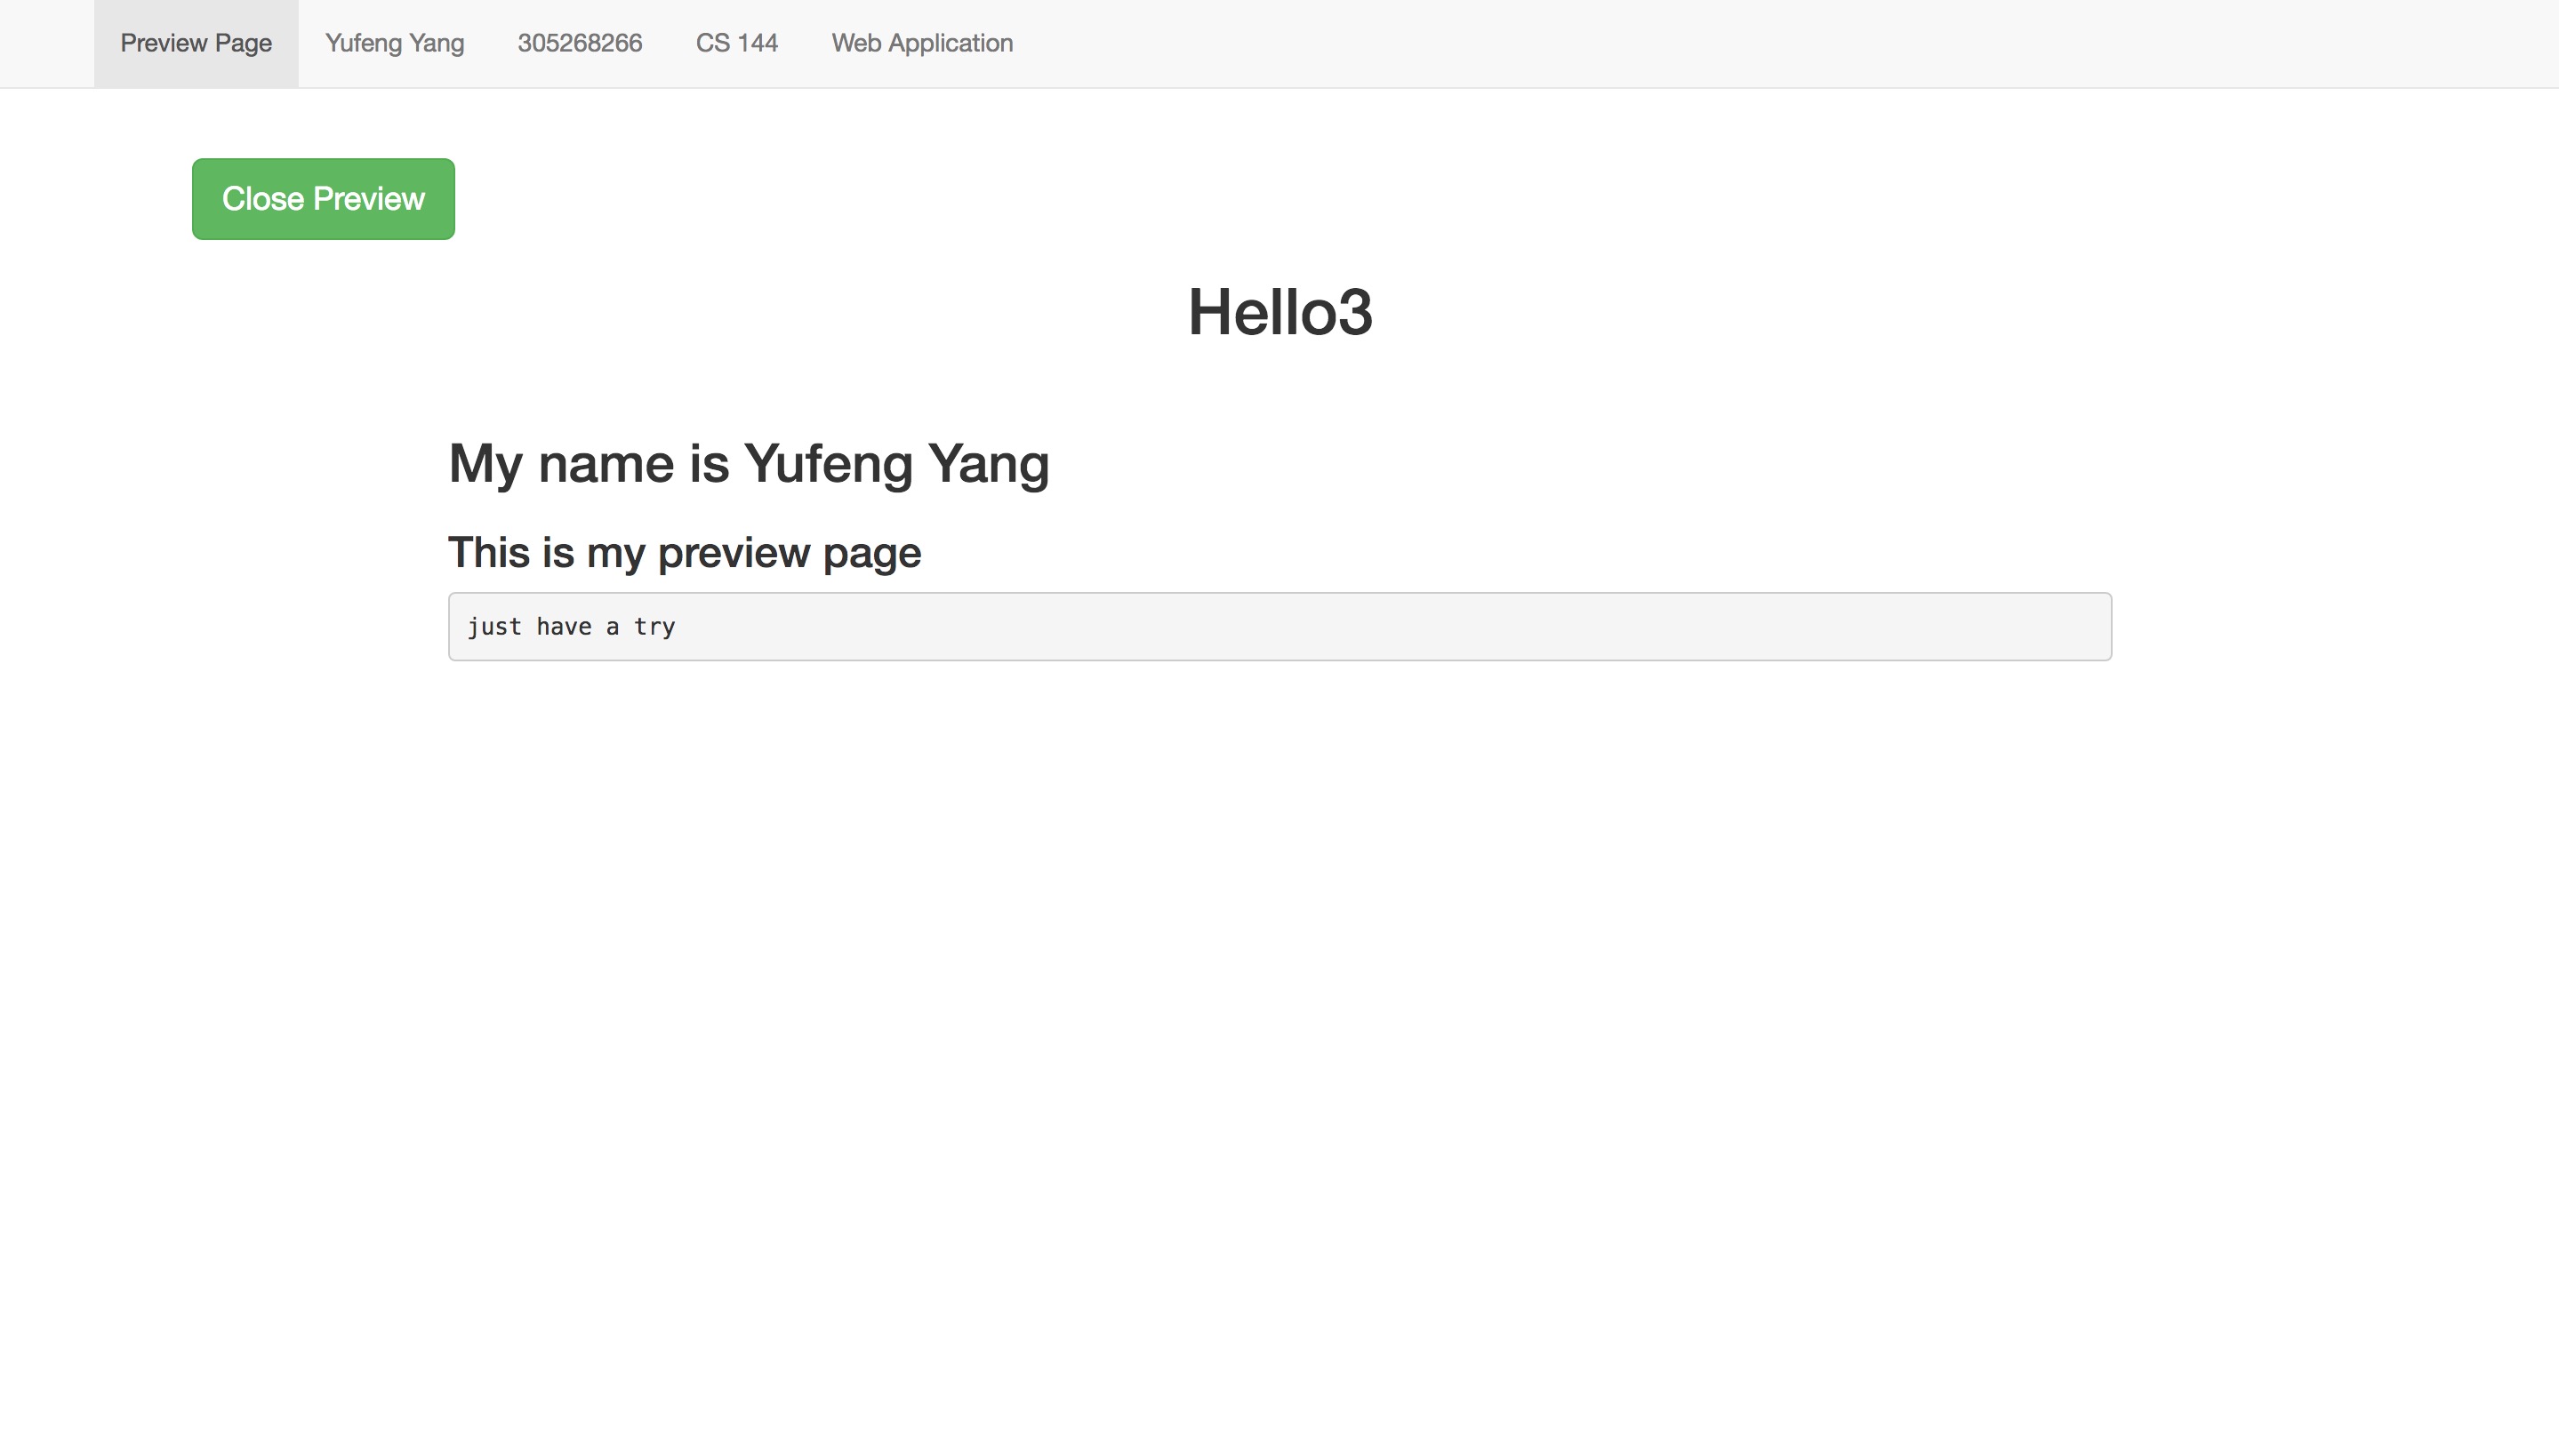 Preview Page Yufeng Yang 305268266 CS 144 Web Application
Close Preview
Hello3
My name is Yufeng Yang
This is my preview page
just have a try